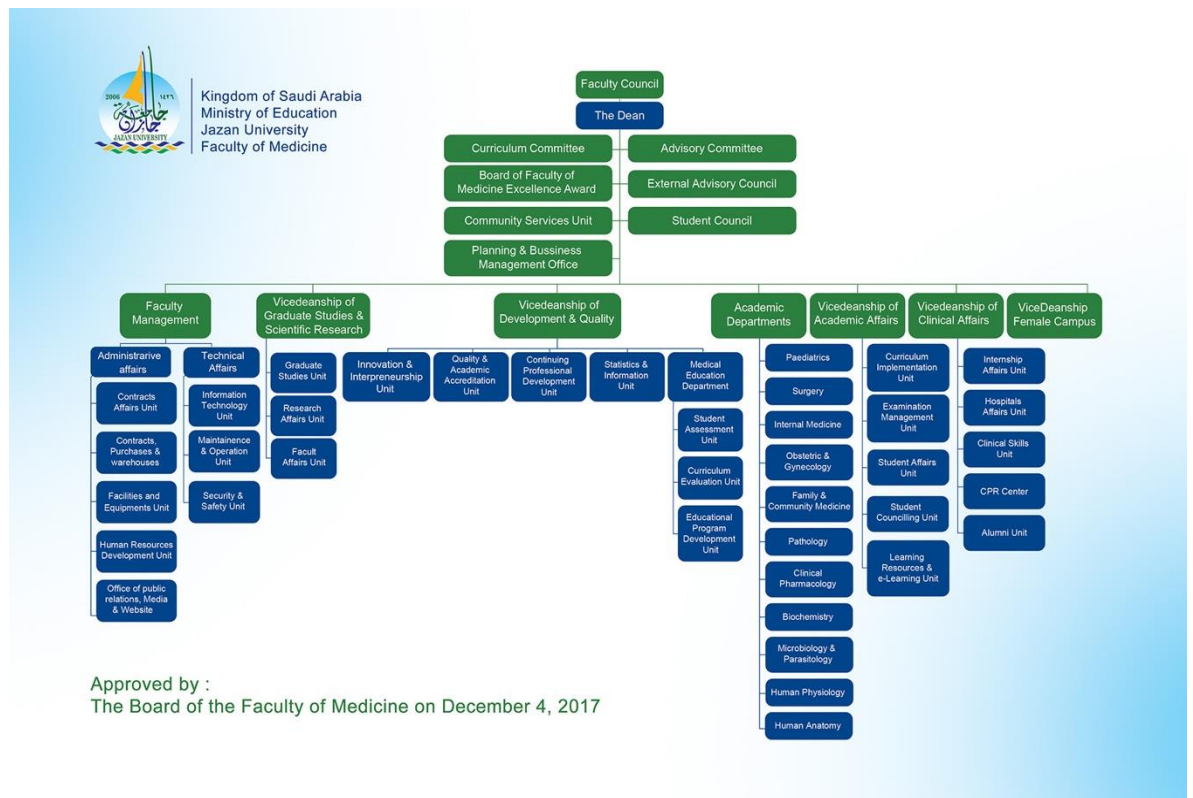 2006
١٤٢٦
جامعة جازان
JAZAN UNIVERSITY
Kingdom of Saudi Arabia
Ministry of Education
Jazan University
Faculty of Medicine
Faculty Council
The Dean
Curriculum Committee
Advisory Committee
Board of Faculty of
Medicine Excellence Award
External Advisory Council
Community Services Unit
Student Council
Planning & Bussiness
Management Office
Faculty
Management
Vicedeanship of
Graduate Studies &
Scientific Research
Vicedeanship of
Development & Quality
Academic
Departments
Vicedeanship of
Academic Affairs
Vicedeanship of
Clinical Affairs
ViceDeanship
Female Campus
Administrarive
affairs
Contracts
Affairs Unit
Contracts,
Purchases &
warehouses
Facilities and
Equipments Unit
Human Resources
Development Unit
Office of public
relations, Media
& Website
Technical
Affairs
Information
Technology
Unit
Maintainence
& Operation
Unit
Security &
Safety Unit
Graduate
Studies Unit
Research
Affairs Unit
Facult
Affairs Unit
Innovation &
Interpreneurship
Unit
Quality &
Academic
Accreditation
Unit
Continuing
Professional
Development
Unit
Statistics &
Information
Unit
Medical
Education
Department
Student
Assessment
Unit
Curriculum
Evaluation Unit
Educational
Program
Development
Unit
Paediatrics
Surgery
Internal Medicine
Obstetric &
Gynecology
Family &
Community Medicine
Pathology
Clinical
Pharmacology
Biochemistry
Microbiology &
Parasitology
Human Physiology
Human Anatomy
Curriculum
Implementation
Unit
Examination
Management
Unit
Student Affairs
Unit
Student
Councilling Unit
Learning
Resources &
e-Learning Unit
Internship
Affairs Unit
Hospitals
Affairs Unit
Clinical Skills
Unit
CPR Center
Alumni Unit
Approved by :
The Board of the Faculty of Medicine on December 4, 2017